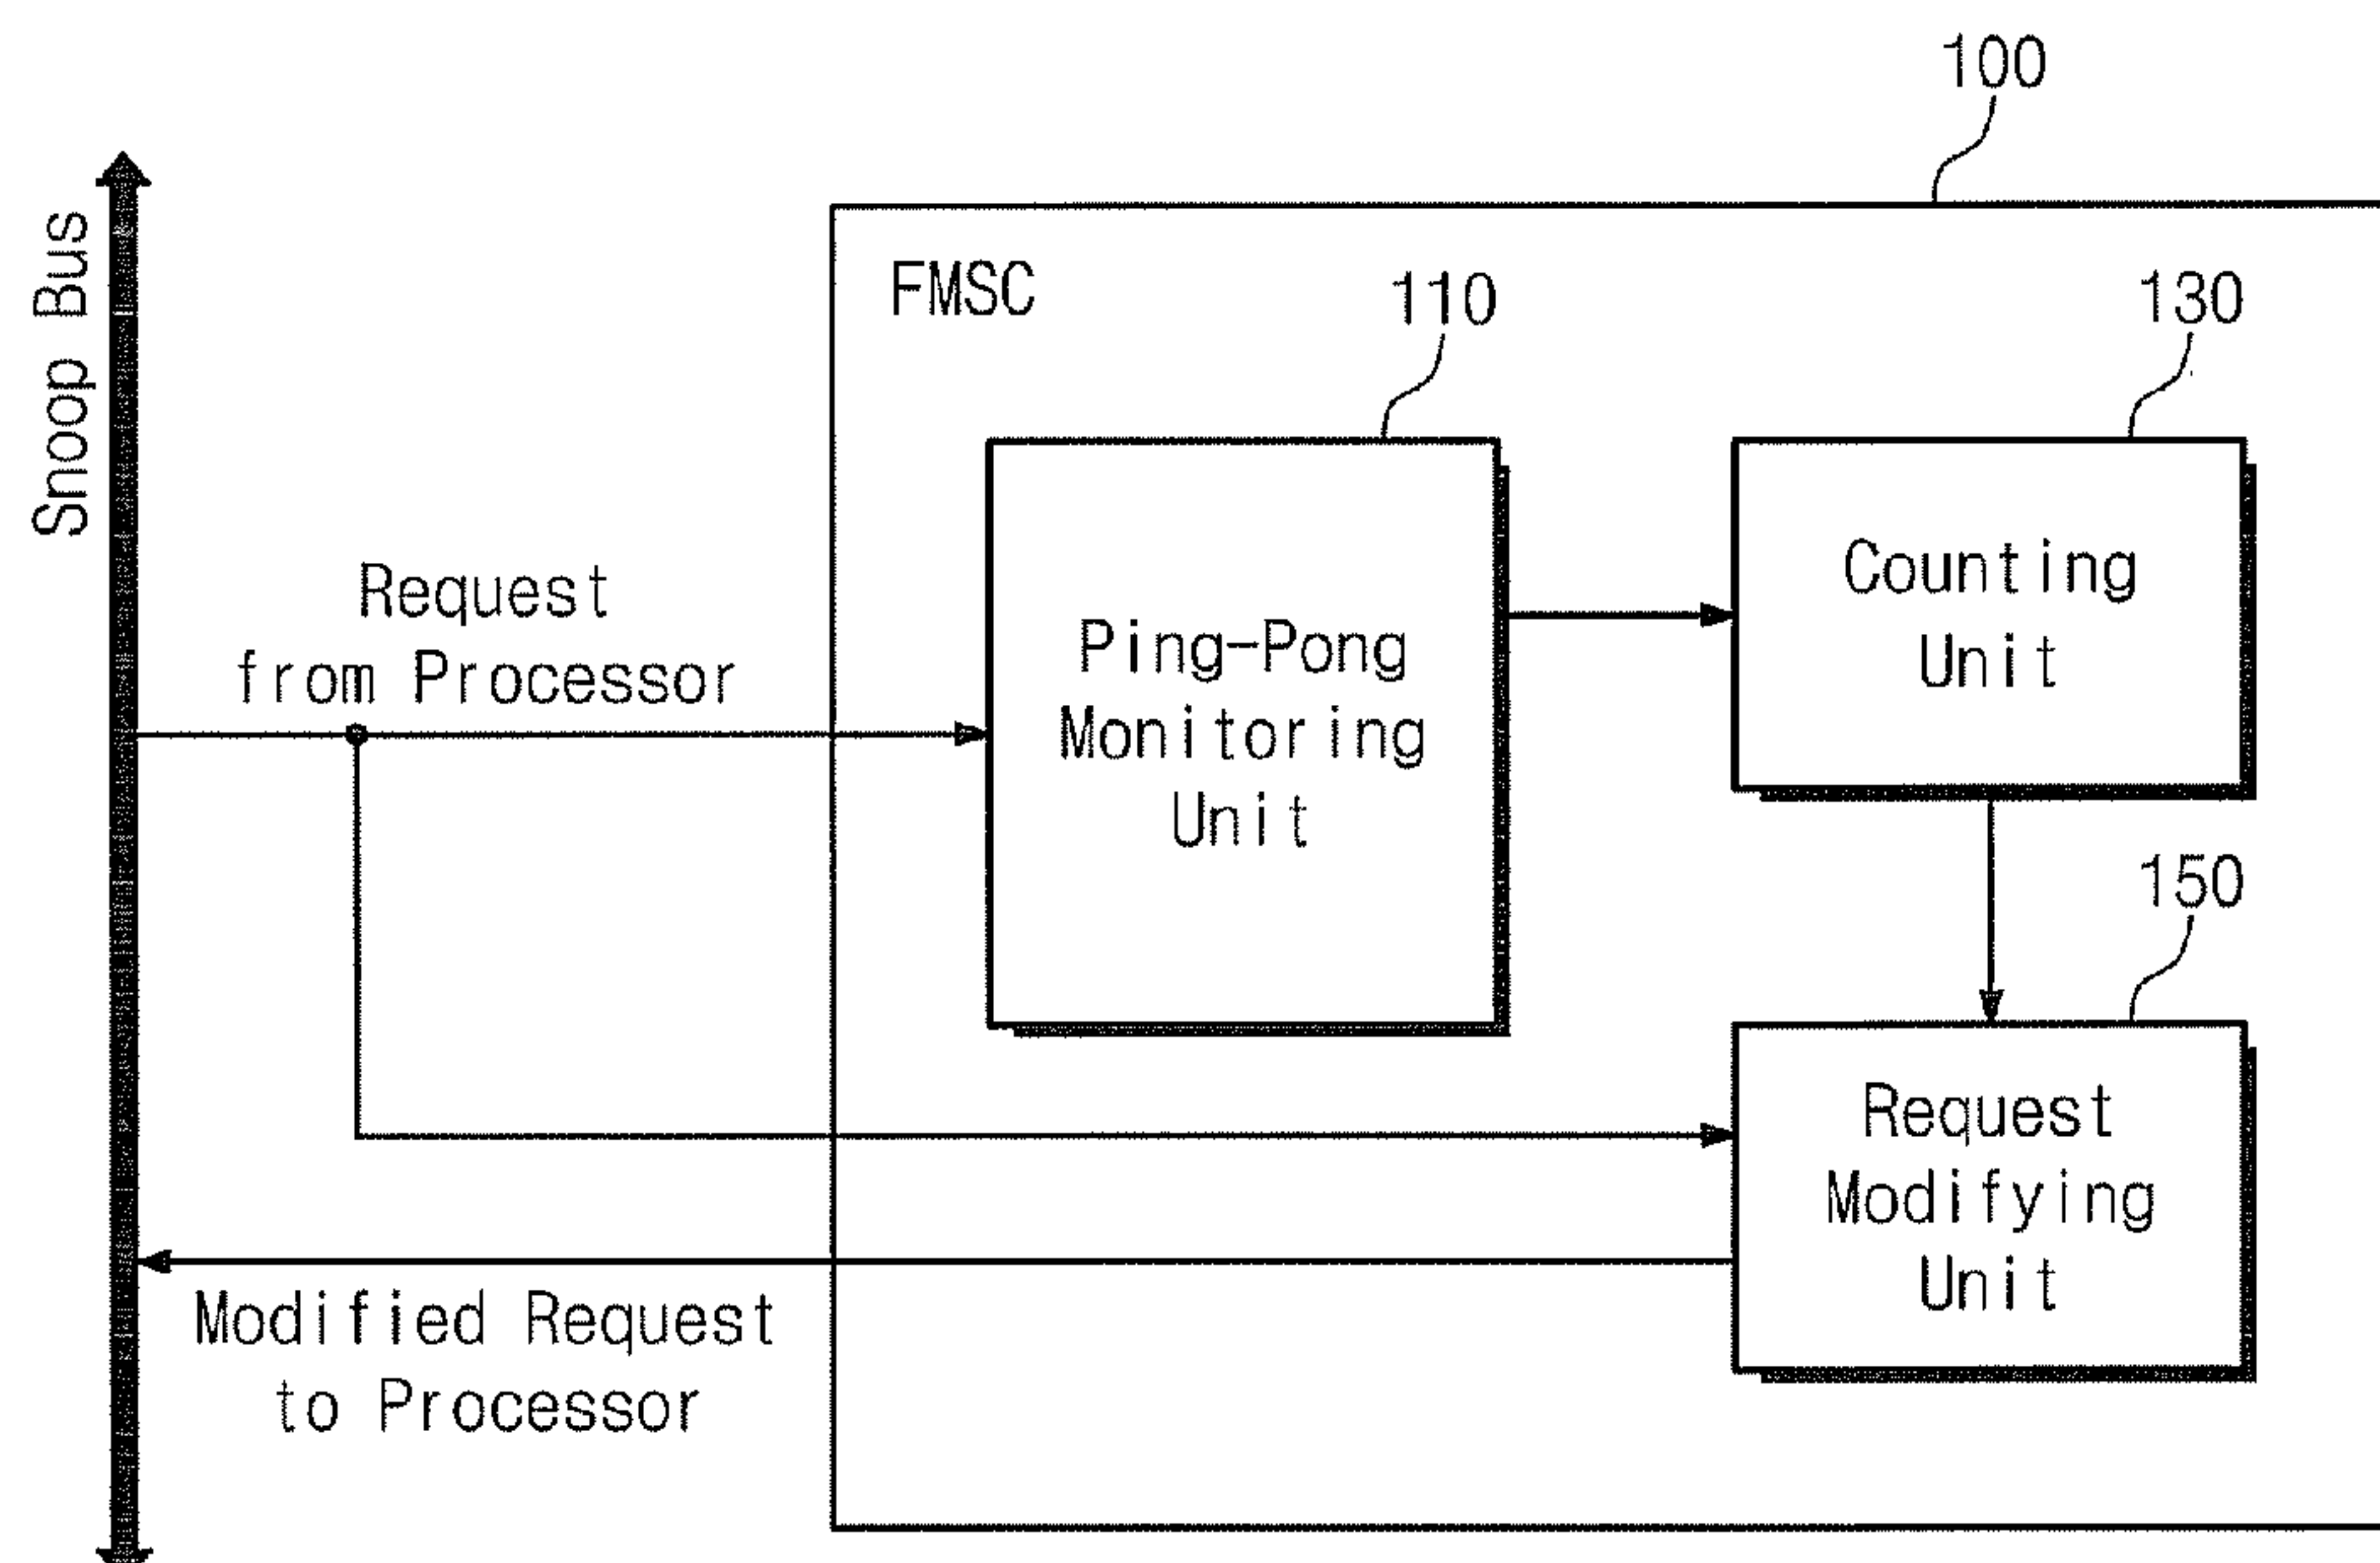 100
Snoop Bus
FMSC
110
130
Request
from Processor
Ping-Pong
Monitoring
Unit
Counting
Unit
150
Request
Modifying
Unit
Modified Request
to Processor